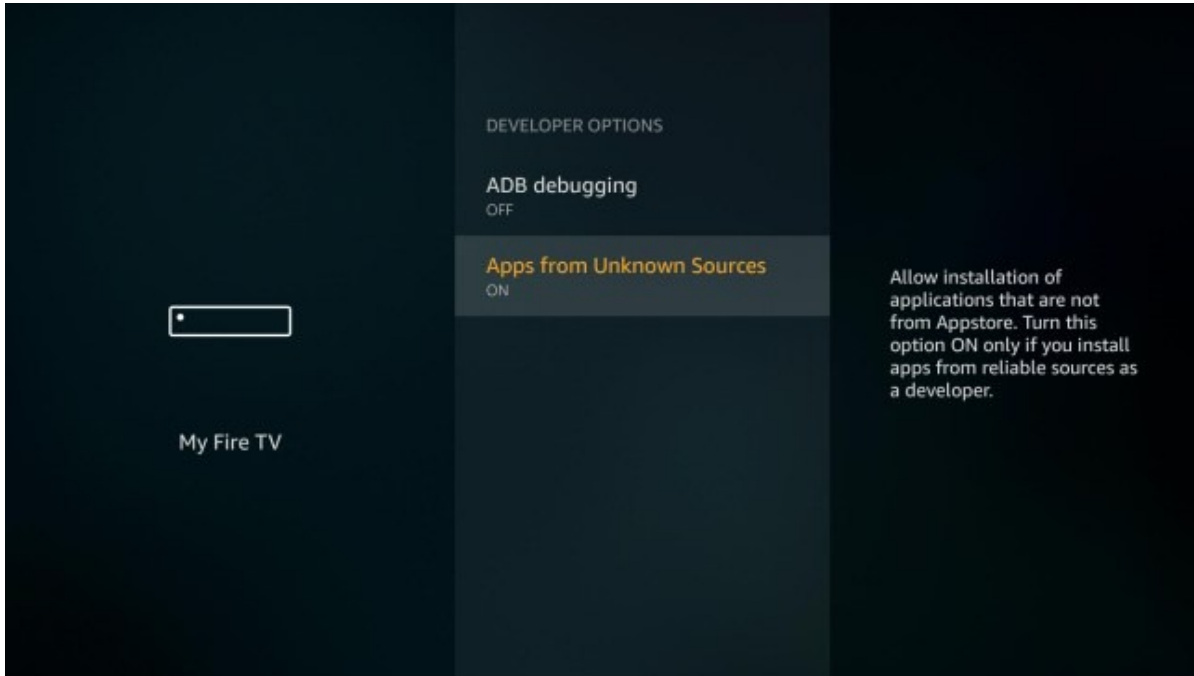 DEVELOPER OPTIONS
ADB debugging
OFF
Apps from Unknown Sources
ON
My Fire TV
Allow installation of
applications that are not
from Appstore. Turn this
option ON only if you install
apps from reliable sources as
a developer.